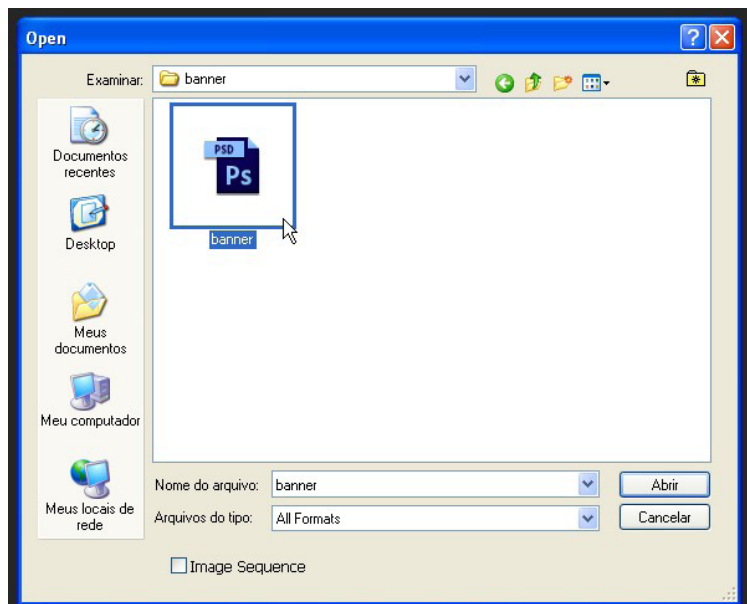 Open
Examinar:
banner
Documentos
recentes
Desktop
Meus
documentos
Meu computador
Meus locais de
rede
PSD
Ps
banner
Nome do arquivo:
banner
Abrir
Arquivos do tipo:
All Formats
Cancelar
Image Sequence